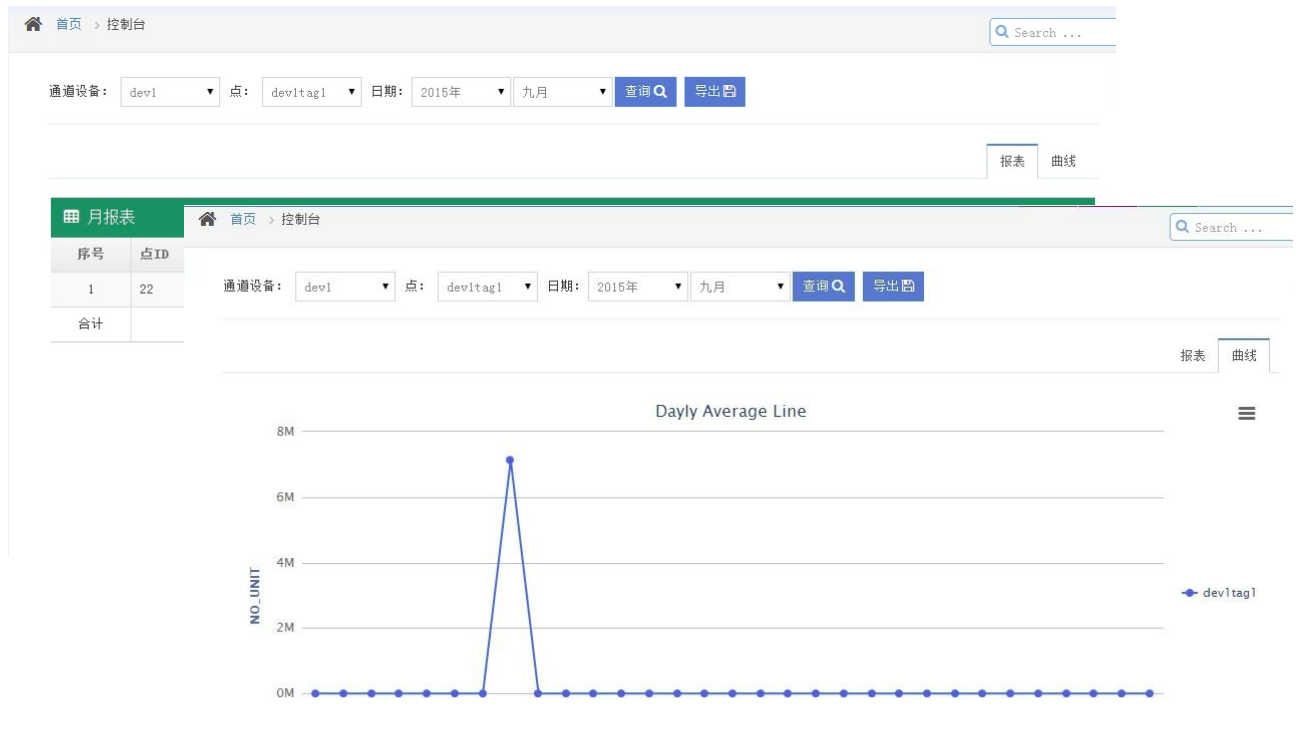 首页 > 控制台
Search ...
通道设备： dev1 点： dev1tag1 日期： 2015年 九月 查询 导出
报表 曲线
月报表
序号 点ID
1 22
合计
首页 > 控制台
Search ...
通道设备： dev1 点： dev1tag1 日期： 2015年 九月 查询 导出
报表 曲线
Dayly Average Line
8M
6M
4M
2M
0M
NO_UNIT
dev1tag1